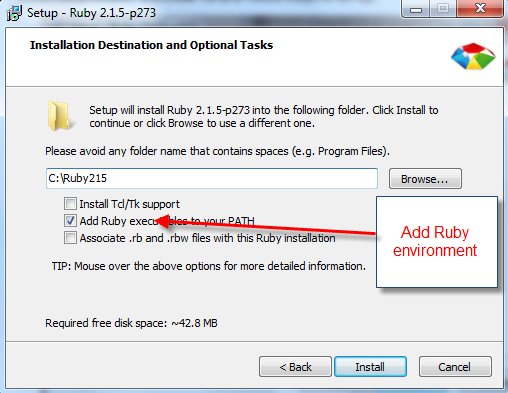 Setup - Ruby 2.1.5-p273
Installation Destination and Optional Tasks
Setup will install Ruby 2.1.5-p273 into the following folder. Click Install to
continue or click Browse to use a different one.
Please avoid any folder name that contains spaces (e.g. Program Files).
C:\Ruby215
Browse...
Install Tcl/Tk support
Add Ruby executables to your PATH
Associate .rb and .rbw files with this Ruby installation
Add Ruby
environment
TIP: Mouse over the above options for more detailed information.
Required free disk space: ~42.8 MB
< Back
Install
Cancel